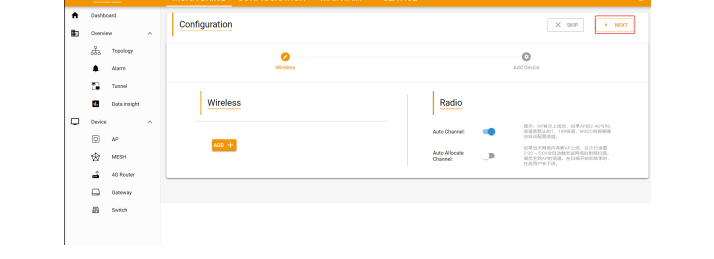 Dashboard
Configuration
SKIP
NEXT
Overview
Topology
Wireless
Add Device
Alarm
Tunnel
Data insight
Wireless
Radio
Device
Auto Channel:
AP
ADD +
MESH
Auto Allocate
Channel:
4G Router
Gateway
Switch